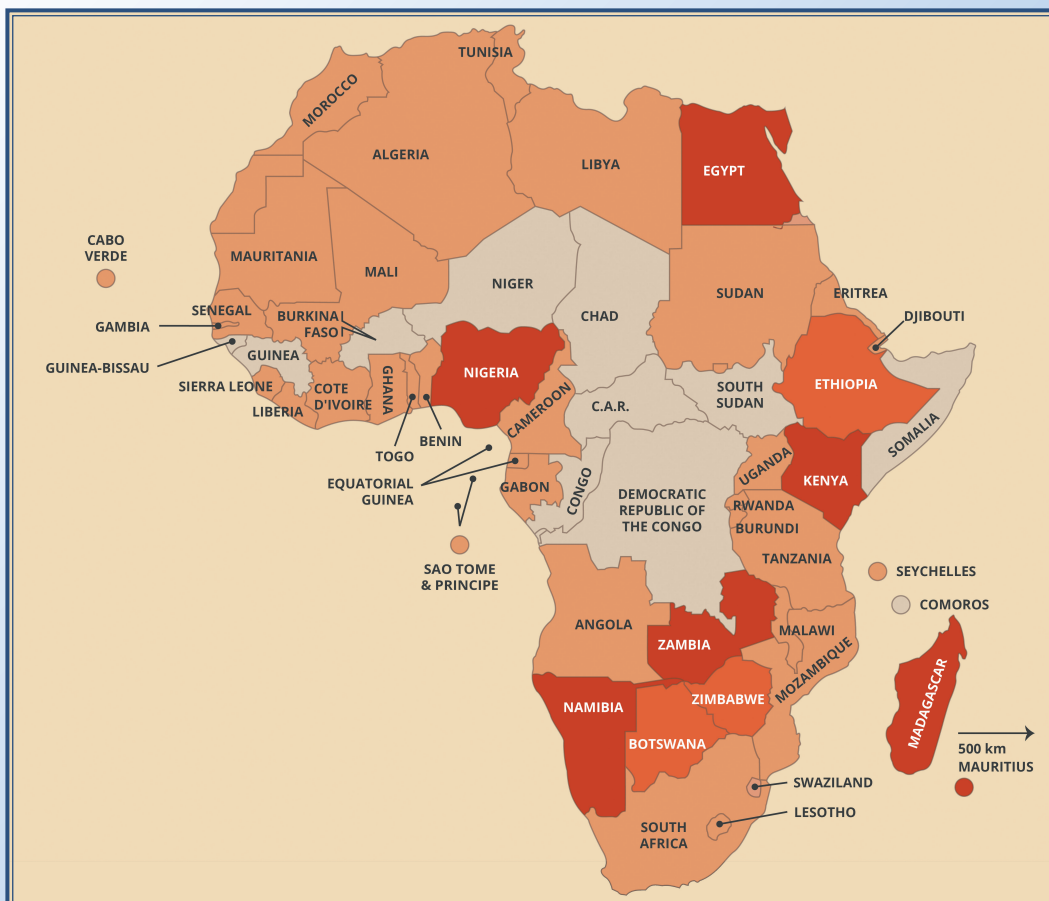 TUNISIA
MOROCCO
ALGERIA
LIBYA
EGYPT
CABO
VERDE
MAURITANIA
MALI
NIGER
CHAD
SUDAN
ERITREA
SENEGAL
GAMBIA
BURKINA
FASO
DJIBOUTI
GUINEA-BISSAU
GUINEA
NIGERIA
SIERRA LEONE
LIBERIA
COTE
D'IVOIRE
GHANA
CAMEROON
C.A.R.
SOUTH
SUDAN
ETHIOPIA
SOMALIA
TOGO
BENIN
EQUATORIAL
GUINEA
GABON
CONGO
DEMOCRATIC
REPUBLIC OF
THE CONGO
UGANDA
KENYA
RWANDA
BURUNDI
TANZANIA
SAO TOME
& PRINCIPE
SEYCHELLES
COMOROS
ANGOLA
ZAMBIA
MALAWI
MOZAMBIQUE
MADAGASCAR
NAMIBIA
ZIMBABWE
BOTSWANA
500 km
MAURITIUS
SWAZILAND
LESOTHO
SOUTH
AFRICA